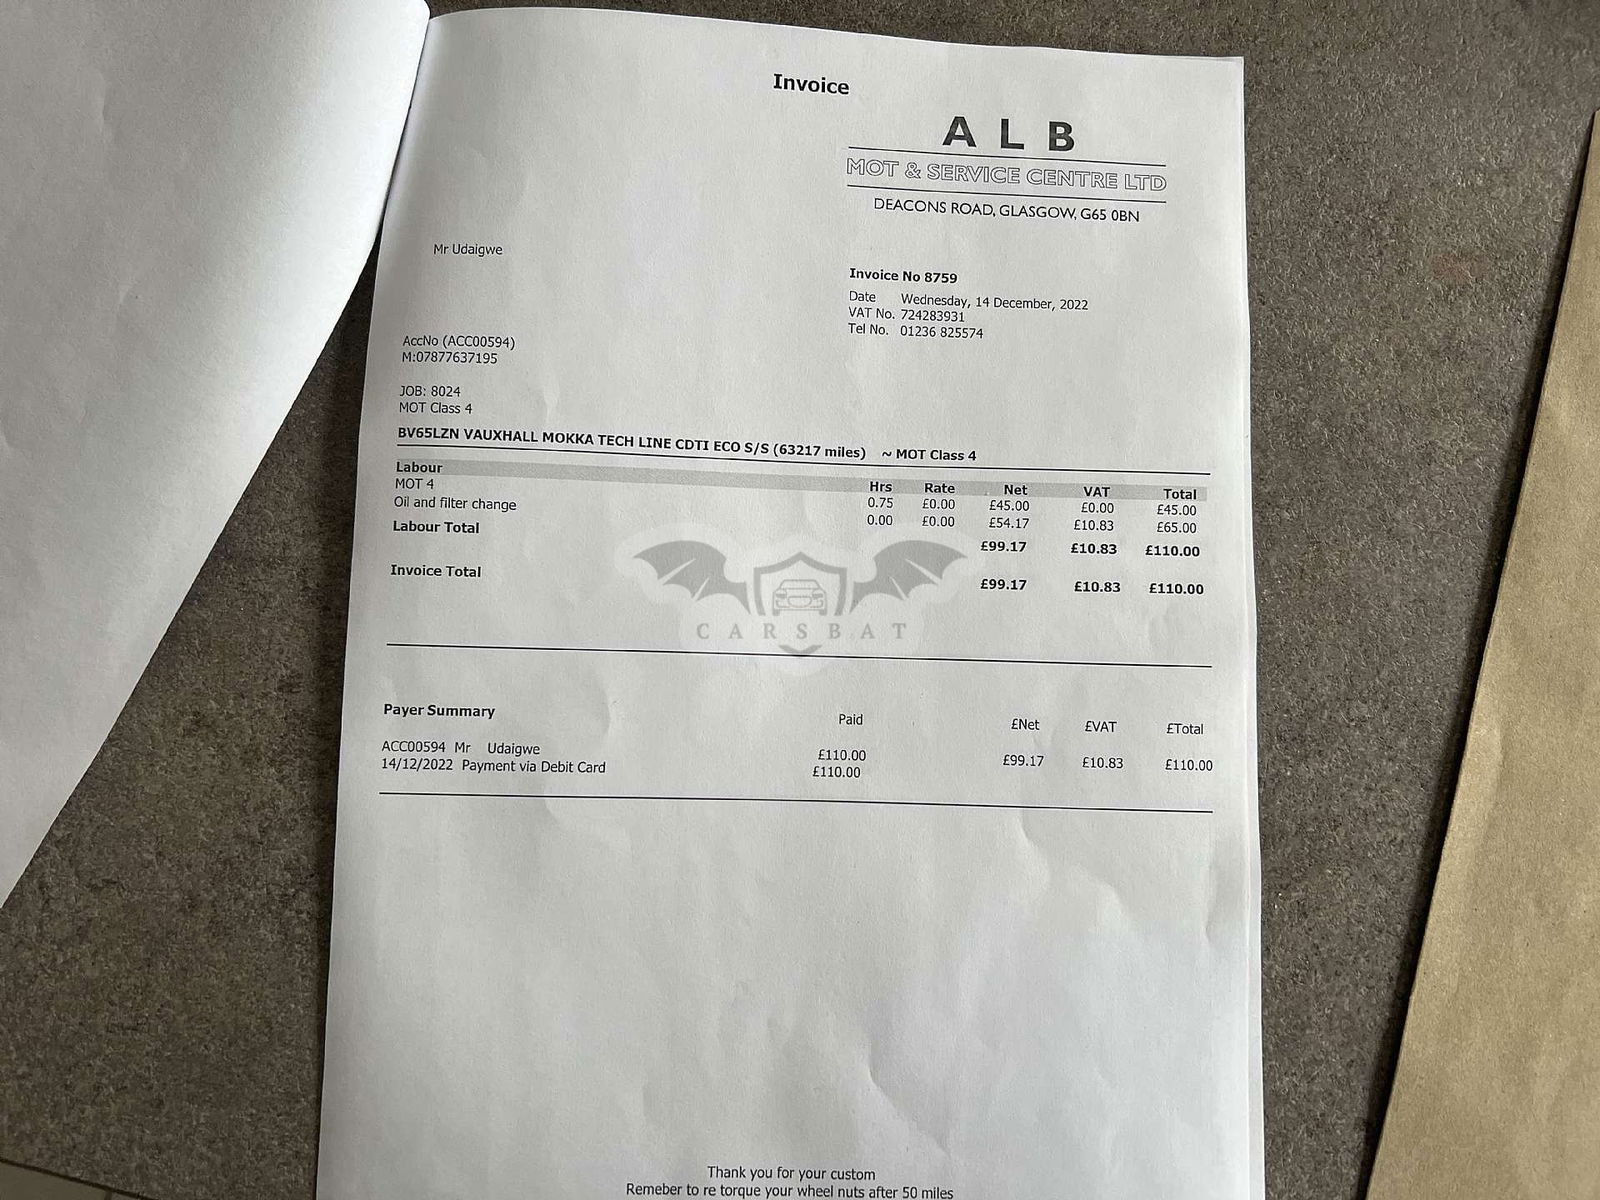 Invoice
A L B
MOT & SERVICE CENTRE LTD
DEACONS ROAD, GLASGOW, G65 0BN
Mr Udaigwe
Invoice No 8759
Date Wednesday, 14 December, 2022
VAT No. 724283931
Tel No. 01236 825574
AccNo (ACC00594)
M:07877637195
JOB: 8024
MOT Class 4
BV65LZN VAUXHALL MOKKA TECH LINE CDTI ECO S/S (63217 miles) ~ MOT Class 4
Labour Hrs Rate Net VAT Total
MOT 4 0.75 £0.00 £45.00 £0.00 £45.00
Oil and filter change 0.00 £0.00 £54.17 £10.83 £65.00
Labour Total £99.17 £10.83 £110.00
Invoice Total £99.17 £10.83 £110.00
CARSBAT
Payer Summary Paid £Net £VAT £Total
ACC00594 Mr Udaigwe £110.00 £99.17 £10.83 £110.00
14/12/2022 Payment via Debit Card £110.00
Thank you for your custom
Remeber to re torque your wheel nuts after 50 miles